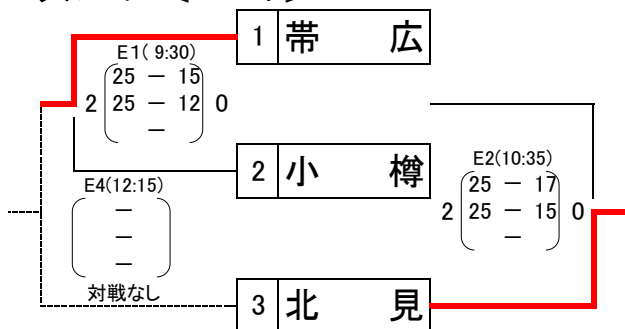 1 帯 広
E1( 9:30)
25 － 15
2 25 － 12 0
－
2 小 樽
E2(10:35)
25 － 17
2 25 － 15 0
－
E4(12:15)
－
－
－
対戦なし
3 北 見